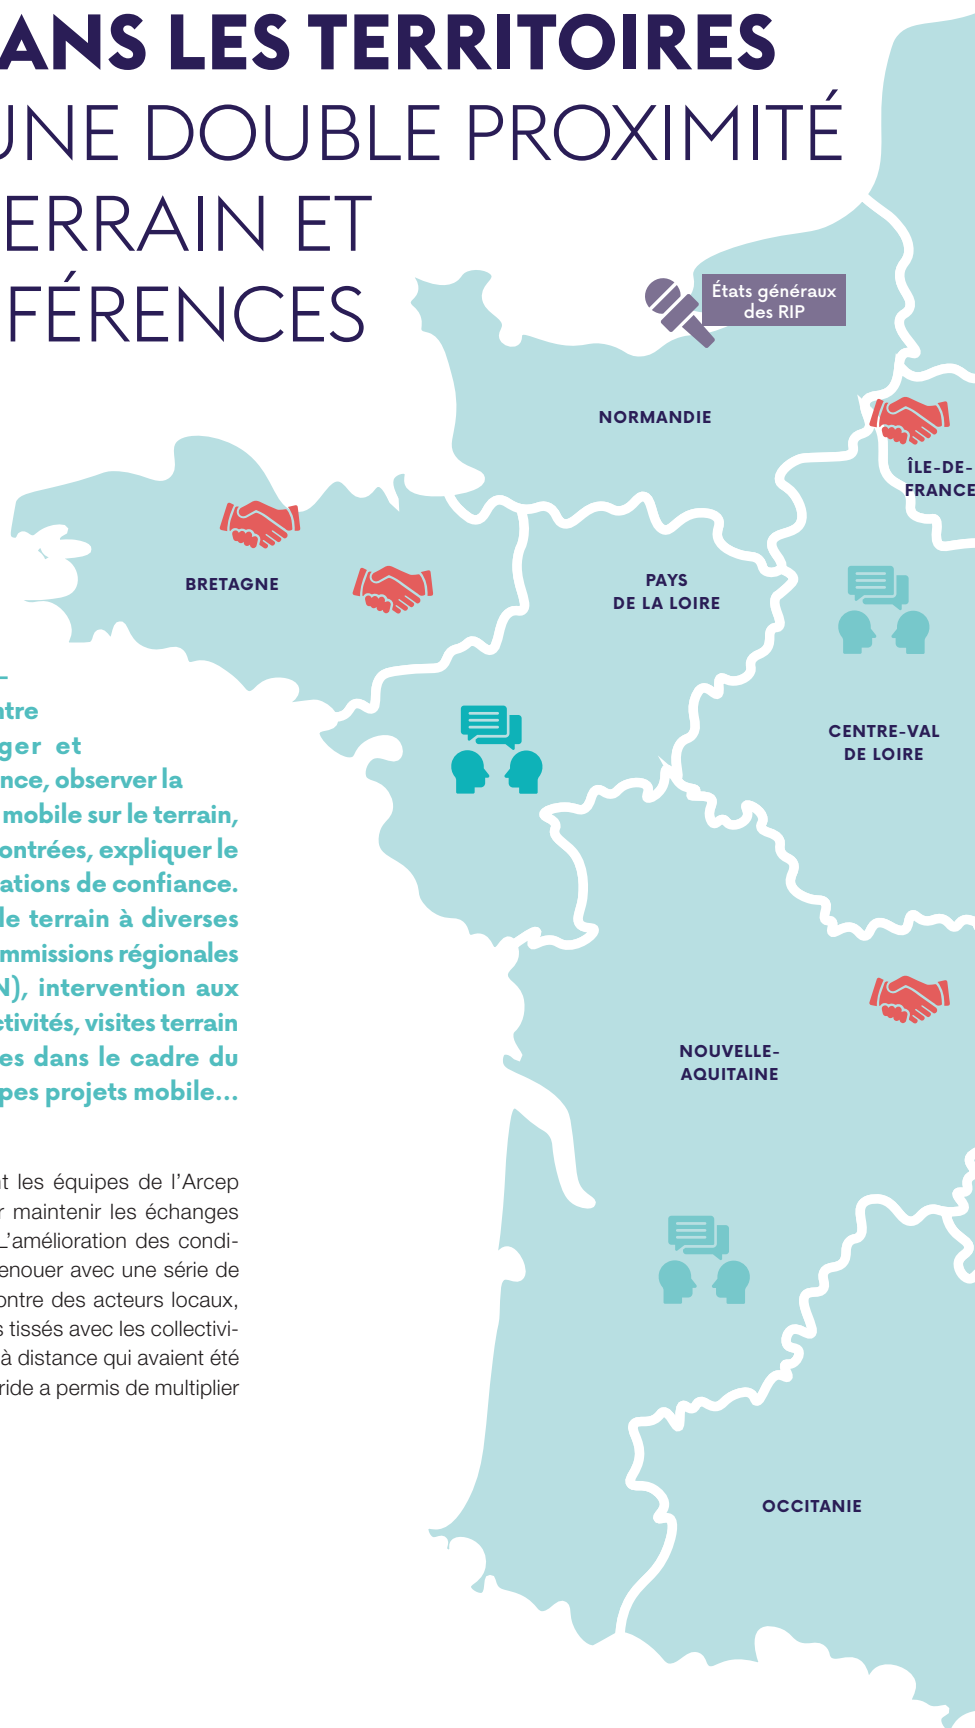 ANS LES TERRITOIRES
UNE DOUBLE PROXIMITÉ
ERRAIN ET
FÉRENCES
États généraux
des RIP
NORMANDIE
ÎLE-DE-
FRANCE
BRETAGNE
PAYS
DE LA LOIRE
CENTRE-VAL
DE LOIRE
NOUVELLE-
AQUITAINE
OCCITANIE
–
ntre
ger et
nce, observer la
mobile sur le terrain,
ontrées, expliquer le
ations de confiance.
de terrain à diverses
ommissions régionales
N), intervention aux
ctivités, visites terrain
es dans le cadre du
pes projets mobile…
nt les équipes de l’Arcep
r maintenir les échanges
L’amélioration des condi-
enouer avec une série de
ontre des acteurs locaux,
s tissés avec les collectivi-
à distance qui avaient été
ride a permis de multiplier